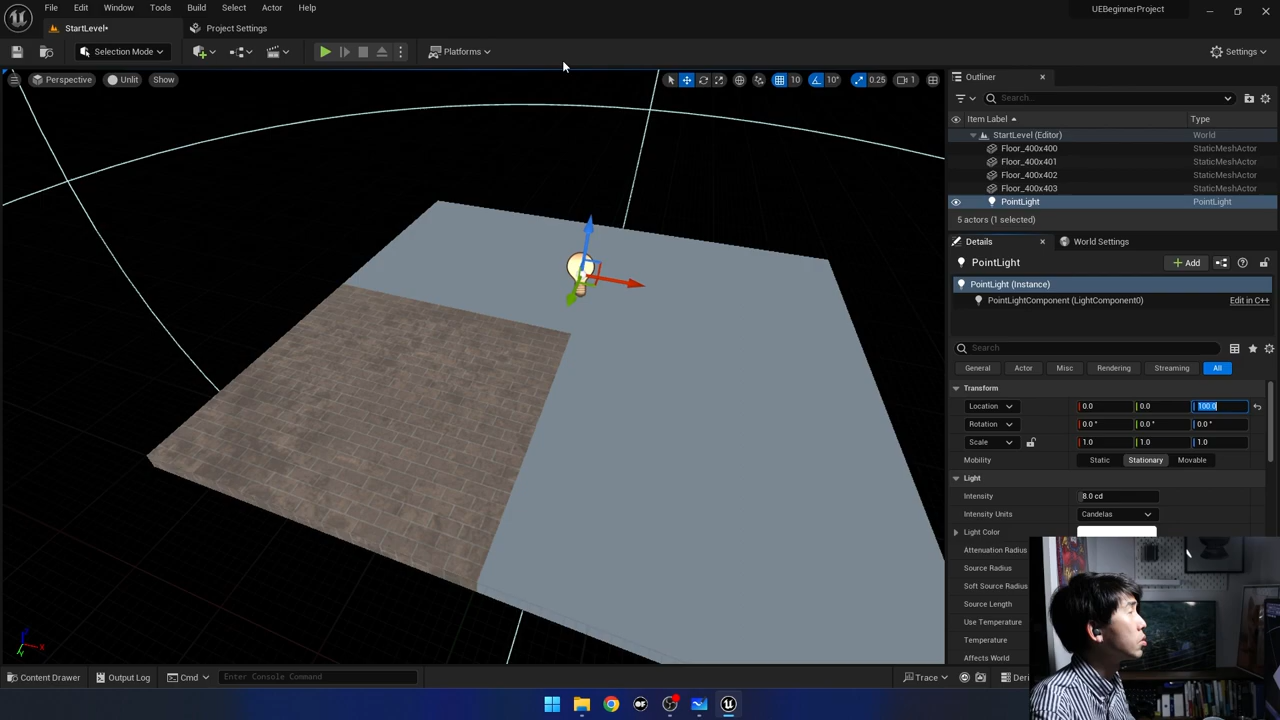 File Edit Window Tools Build Select Actor Help
UEBeginnerProject
StartLevel*
Project Settings
Selection Mode
Platforms
Settings
Perspective
Unlit
Show
10
10°
0.25
1
Outliner
Search...
Item Label
Type
StartLevel (Editor)
World
Floor_400x400
StaticMeshActor
Floor_400x401
StaticMeshActor
Floor_400x402
StaticMeshActor
Floor_400x403
StaticMeshActor
PointLight
PointLight
5 actors (1 selected)
Details
World Settings
PointLight
Add
PointLight (Instance)
PointLightComponent (LightComponent0)
Edit in C++
Search
General
Actor
Misc
Rendering
Streaming
All
Transform
Location
0.0
0.0
100.0
Rotation
0.0 °
0.0 °
0.0 °
Scale
1.0
1.0
1.0
Mobility
Static
Stationary
Movable
Light
Intensity
8.0 cd
Intensity Units
Candelas
Light Color
Attenuation Radius
Source Radius
Soft Source Radius
Source Length
Use Temperature
Temperature
Affects World
Content Drawer
Output Log
Cmd
Enter Console Command
Trace
Deri